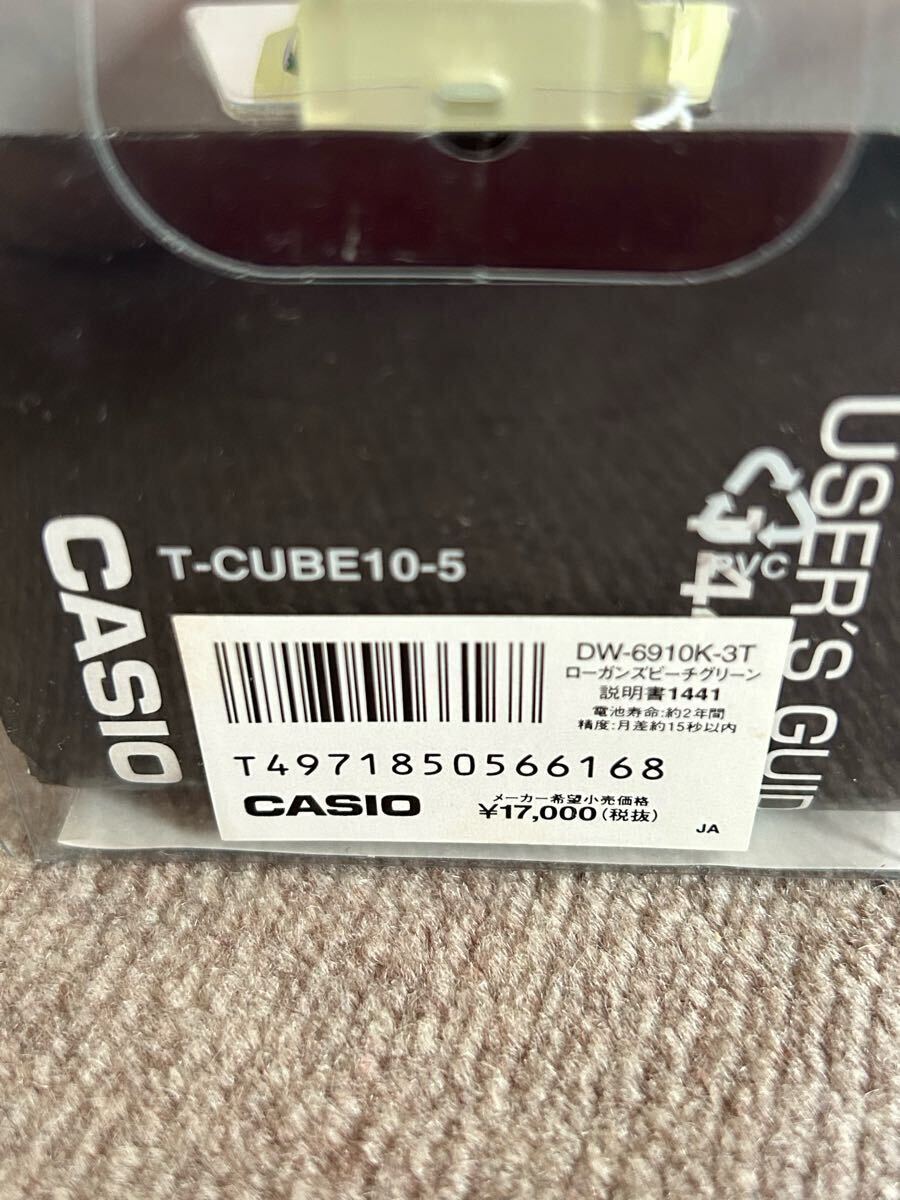 CASIO
T-CUBE10-5
PVC
USER'S GUID
DW-6910K-3T
ローガンズビーチグリーン
説明書1441
電池寿命:約2年間
精度:月差約15秒以内
T4971850566168
CASIO
メーカー希望小売価格
¥17,000(税抜)
JA